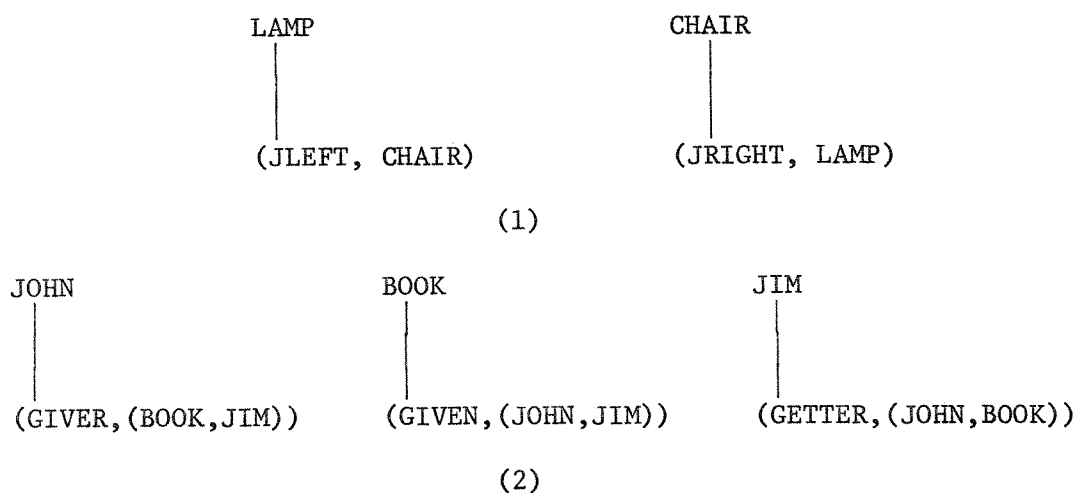 LAMP CHAIR
(JLEFT, CHAIR) (JRIGHT, LAMP)
(1)
JOHN BOOK JIM
(GIVER,(BOOK,JIM)) (GIVEN,(JOHN,JIM)) (GETTER,(JOHN,BOOK))
(2)